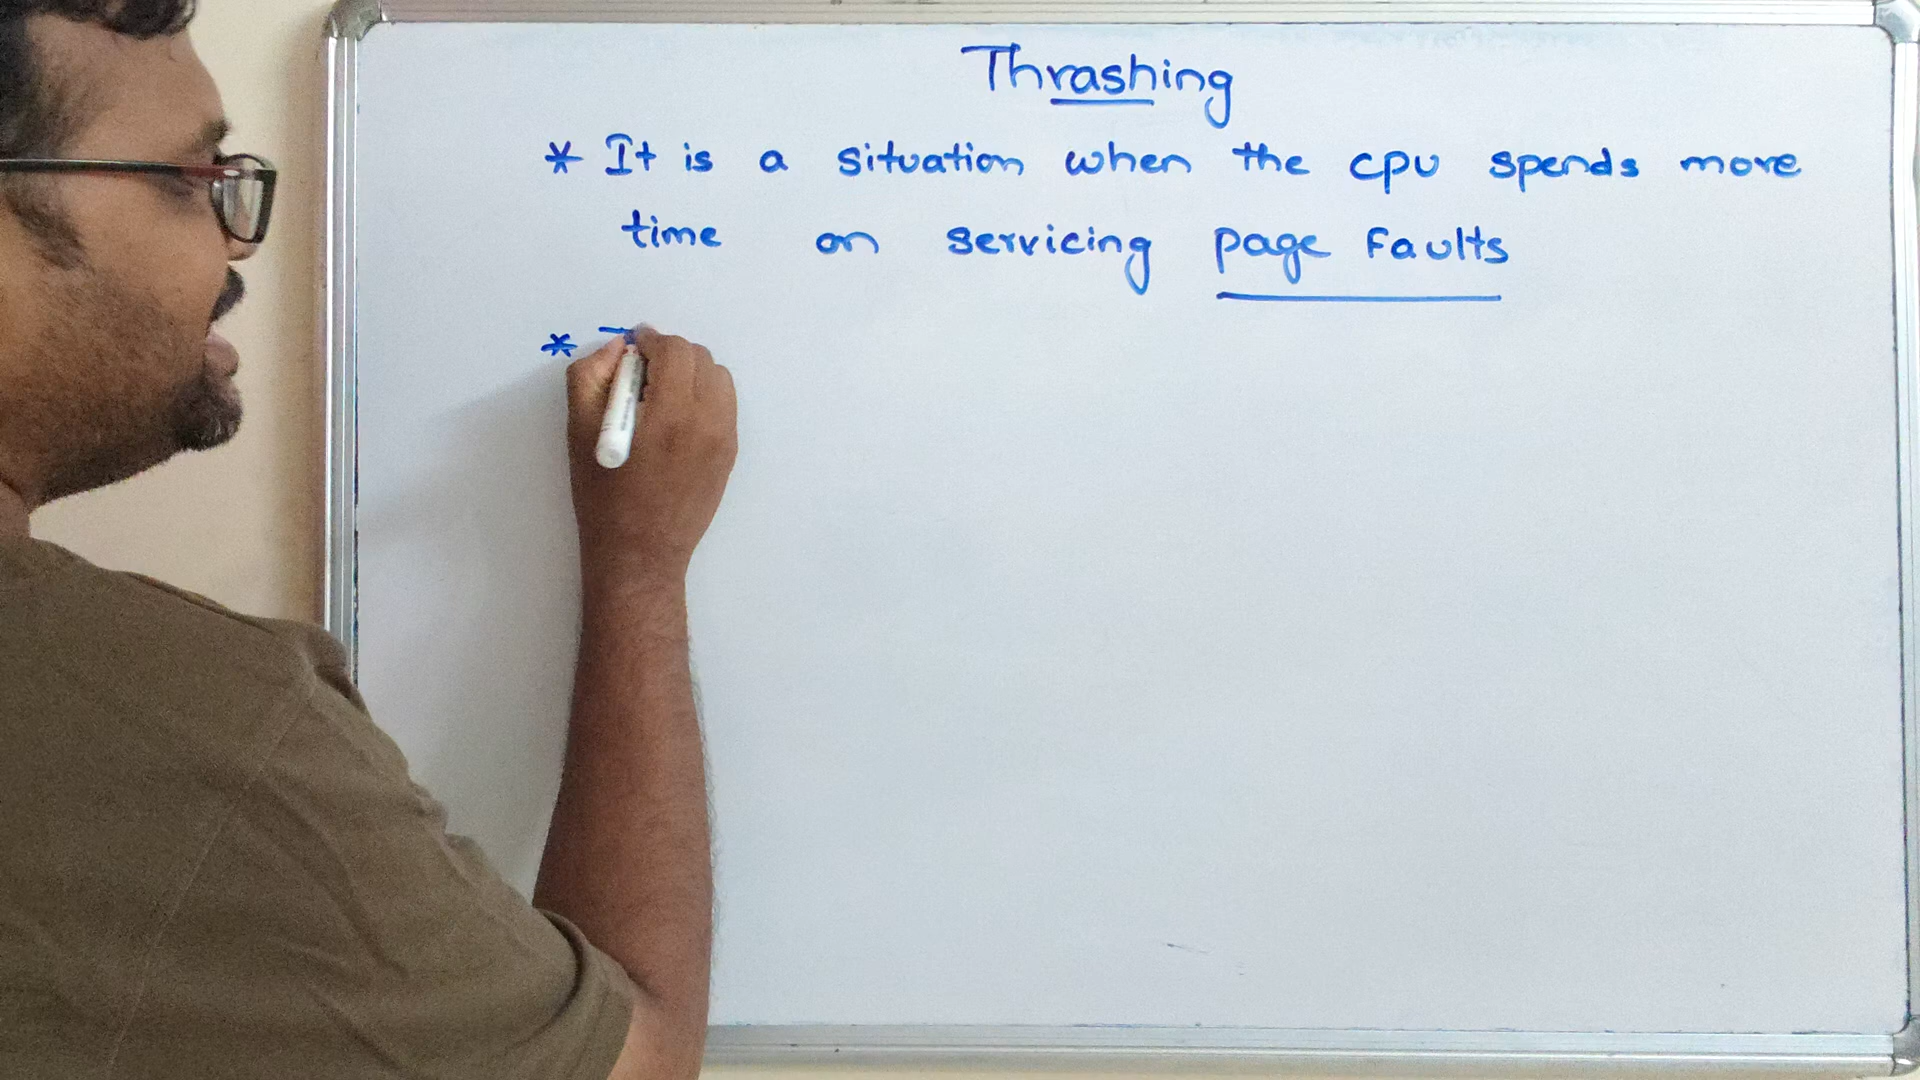 Thrashing
* It is a situation when the cpu spends more
time on servicing page faults
*